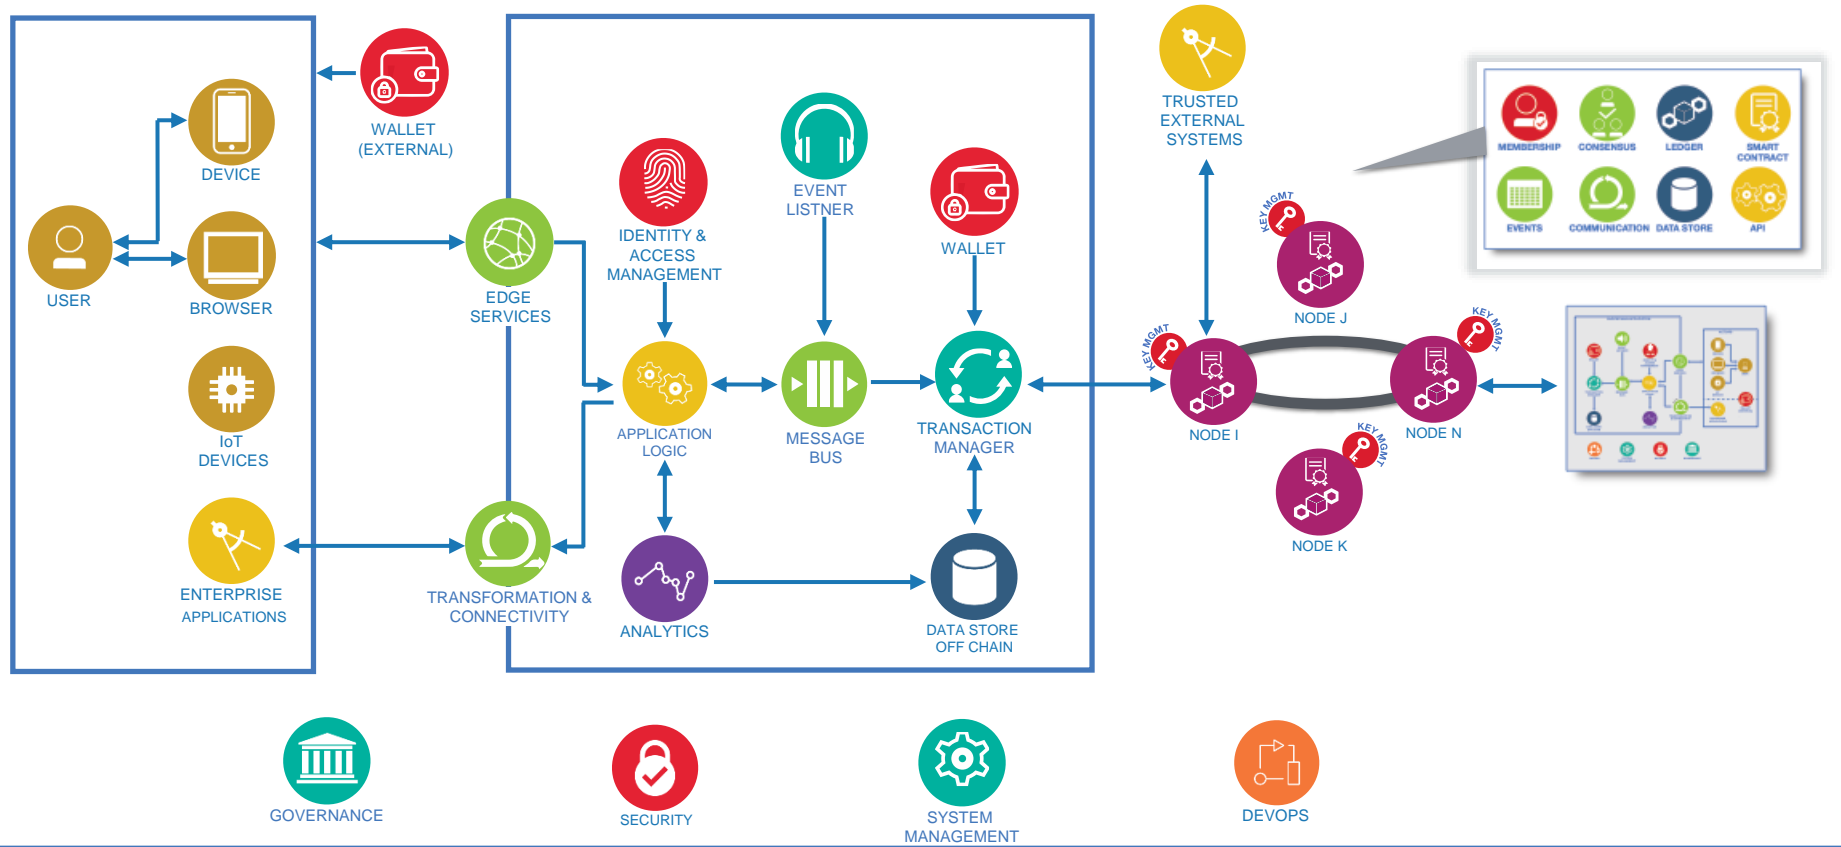 DEVICE
USER
BROWSER
IoT
DEVICES
ENTERPRISE
APPLICATIONS
WALLET
(EXTERNAL)
EDGE
SERVICES
TRANSFORMATION &
CONNECTIVITY
IDENTITY &
ACCESS
MANAGEMENT
APPLICATION
LOGIC
ANALYTICS
EVENT
LISTNER
MESSAGE
BUS
WALLET
TRANSACTION
MANAGER
DATA STORE
OFF CHAIN
TRUSTED
EXTERNAL
SYSTEMS
KEY MGMT
NODE J
KEY MGMT
NODE I
KEY MGMT
NODE N
KEY MGMT
NODE K
MEMBERSHIP
CONSENSUS
LEDGER
SMART
CONTRACT
EVENTS
COMMUNICATION
DATA STORE
API
GOVERNANCE
SECURITY
SYSTEM
MANAGEMENT
DEVOPS